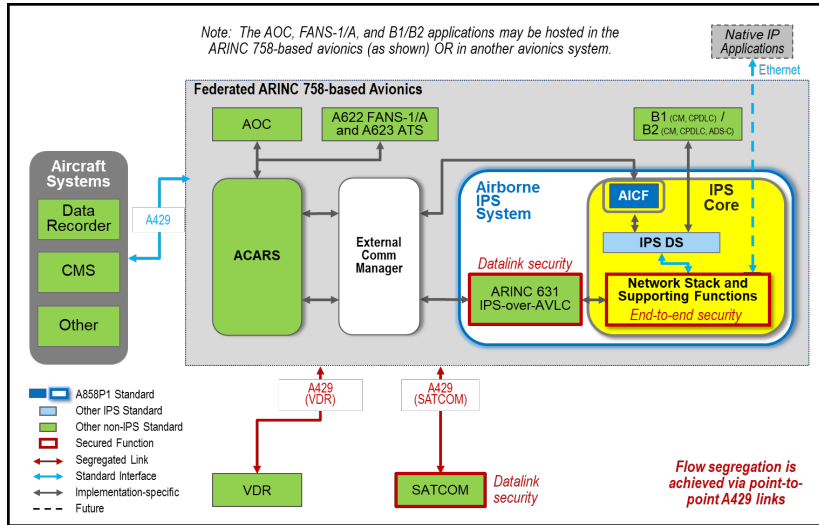 Note: The AOC, FANS-1/A, and B1/B2 applications may be hosted in the
ARINC 758-based avionics (as shown) OR in another avionics system.
Native IP
Applications
Ethernet
Federated ARINC 758-based Avionics
AOC
A622 FANS-1/A
and A623 ATS
B1 (CM, CPDLC) /
B2 (CM, CPDLC, ADS-C)
Aircraft
Systems
Data
Recorder
CMS
Other
A429
ACARS
External
Comm
Manager
Airborne
IPS
System
AICF
IPS
Core
IPS DS
Datalink security
ARINC 631
IPS-over-AVLC
Network Stack and
Supporting Functions
End-to-end security
A858P1 Standard
Other IPS Standard
Other non-IPS Standard
Secured Function
Segregated Link
Standard Interface
Implementation-specific
Future
A429
(VDR)
A429
(SATCOM)
VDR
SATCOM
Datalink
security
Flow segregation is
achieved via point-to-
point A429 links